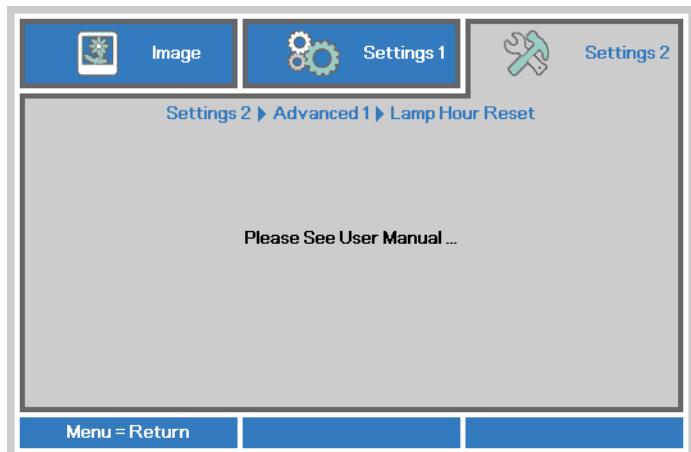 Image
Settings 1
Settings 2
Settings 2 ▶ Advanced 1 ▶ Lamp Hour Reset
Please See User Manual ...
Menu = Return